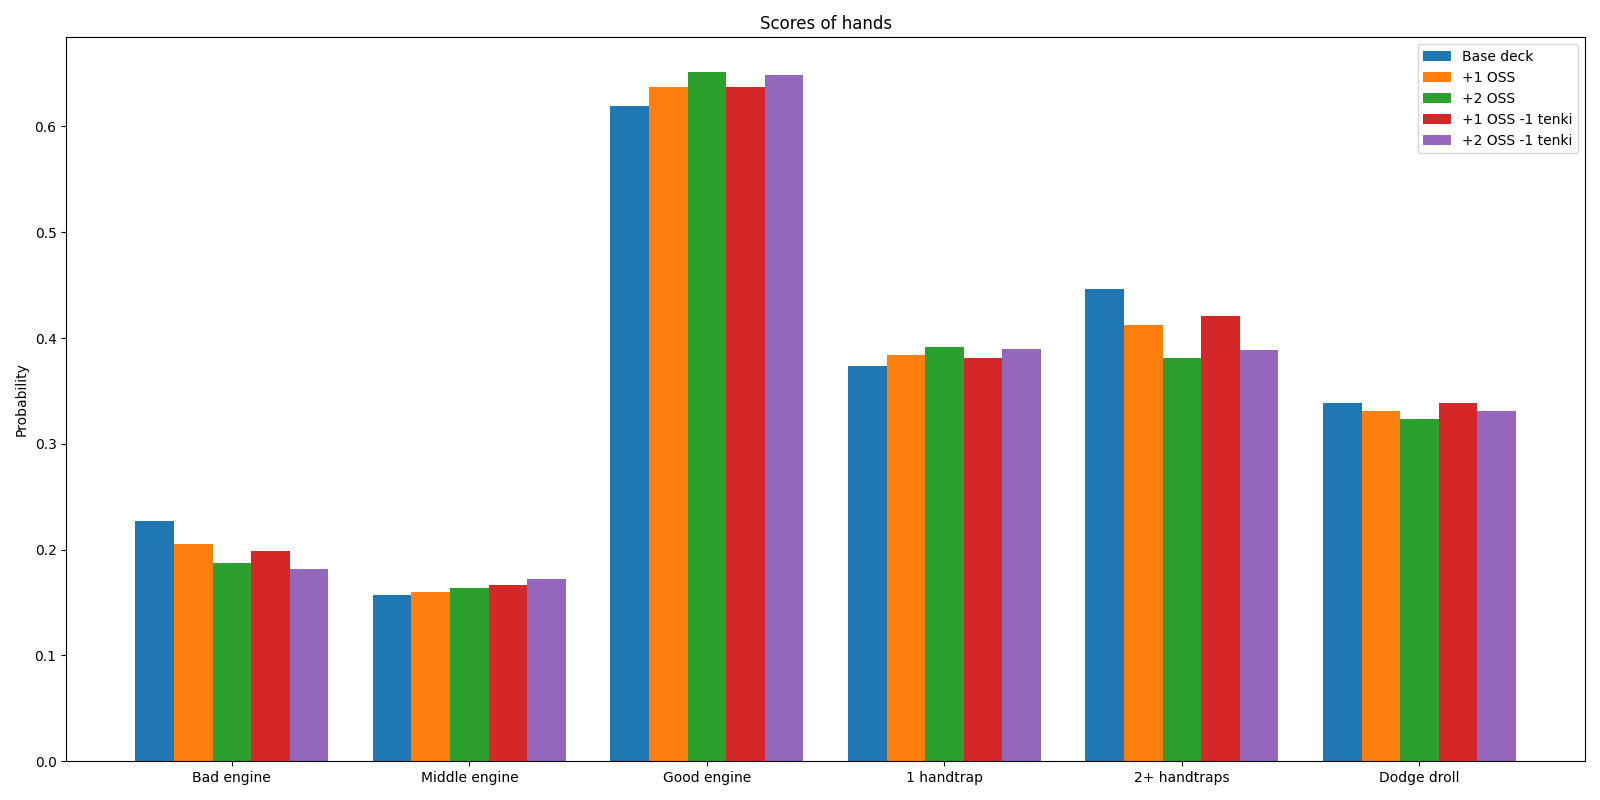 Scores of hands
Base deck
+1 OSS
+2 OSS
+1 OSS -1 tenki
+2 OSS -1 tenki
Probability
0.6
0.5
0.4
0.3
0.2
0.1
0.0
Bad engine
Middle engine
Good engine
1 handtrap
2+ handtraps
Dodge droll